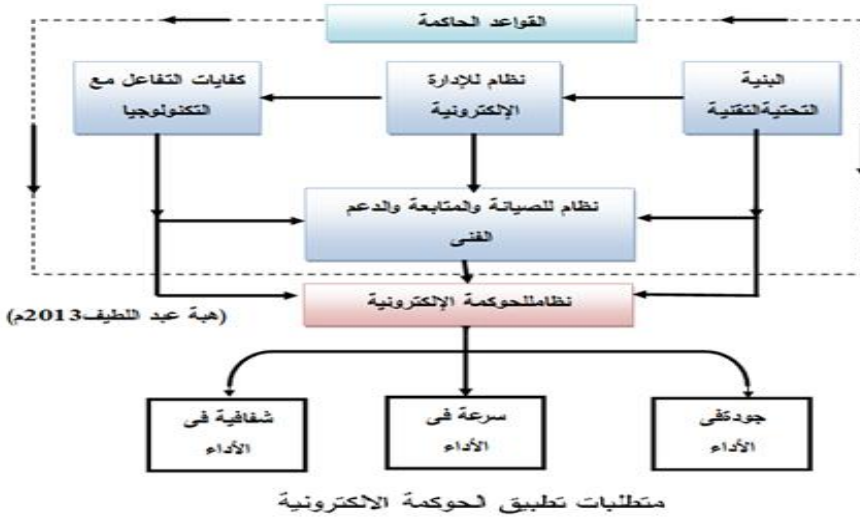 القواعد الحاكمة
البنية
التحتيةالتقنية
نظام للإدارة
الإلكترونية
كفايات التفاعل مع
التكنولوجيا
نظام للصيانة والمتابعة والدعم
الفنى
نظامللحوكمة الإلكترونية
(هبة عبد اللطيف2013م)
جودةفى
الأداء
سرعة فى
الأداء
شفافية فى
الأداء
متطلبات تطبيق الحوكمة الالكترونية